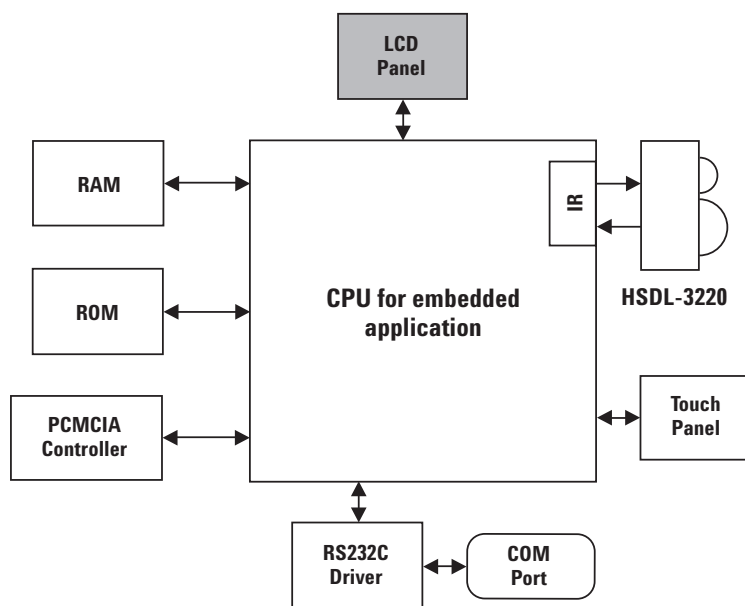 LCD
Panel
RAM
IR
HSDL-3220
ROM
CPU for embedded
application
PCMCIA
Controller
Touch
Panel
RS232C
Driver
COM
Port